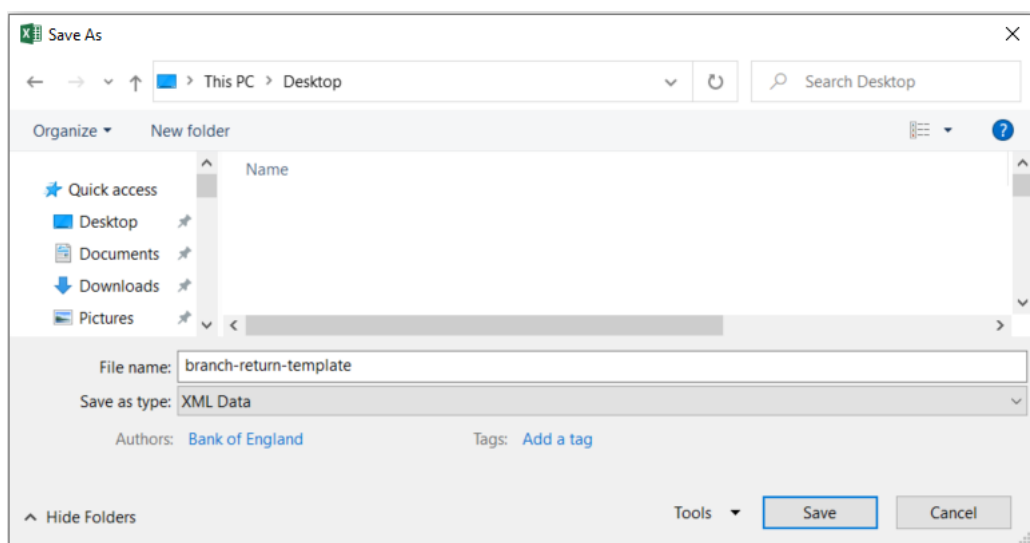 Save As
This PC > Desktop
Search Desktop
Organize
New folder
?
Name
Quick access
Desktop
Documents
Downloads
Pictures
File name: branch-return-template
Save as type: XML Data
Authors: Bank of England Tags: Add a tag
Hide Folders
Tools
Save
Cancel